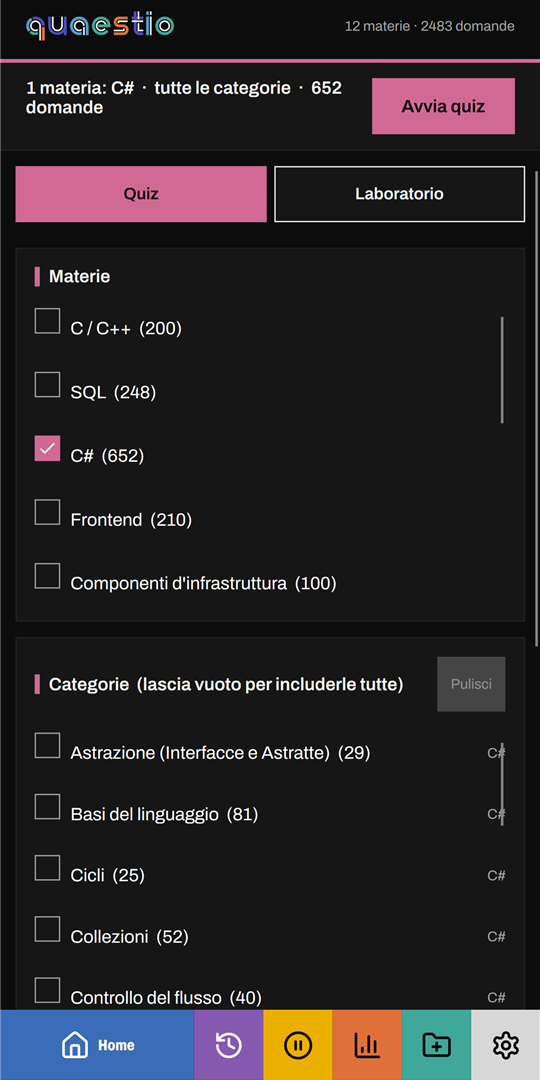 quaestio
12 materie · 2483 domande
1 materia: C# · tutte le categorie · 652
domande
Avvia quiz
Quiz
Laboratorio
Materie
C / C++ (200)
SQL (248)
C# (652)
Frontend (210)
Componenti d'infrastruttura (100)
Categorie (lascia vuoto per includerle tutte)
Pulisci
Astrazione (Interfacce e Astratte) (29) C#
Basi del linguaggio (81) C#
Cicli (25) C#
Collezioni (52) C#
Controllo del flusso (40) C#
Home